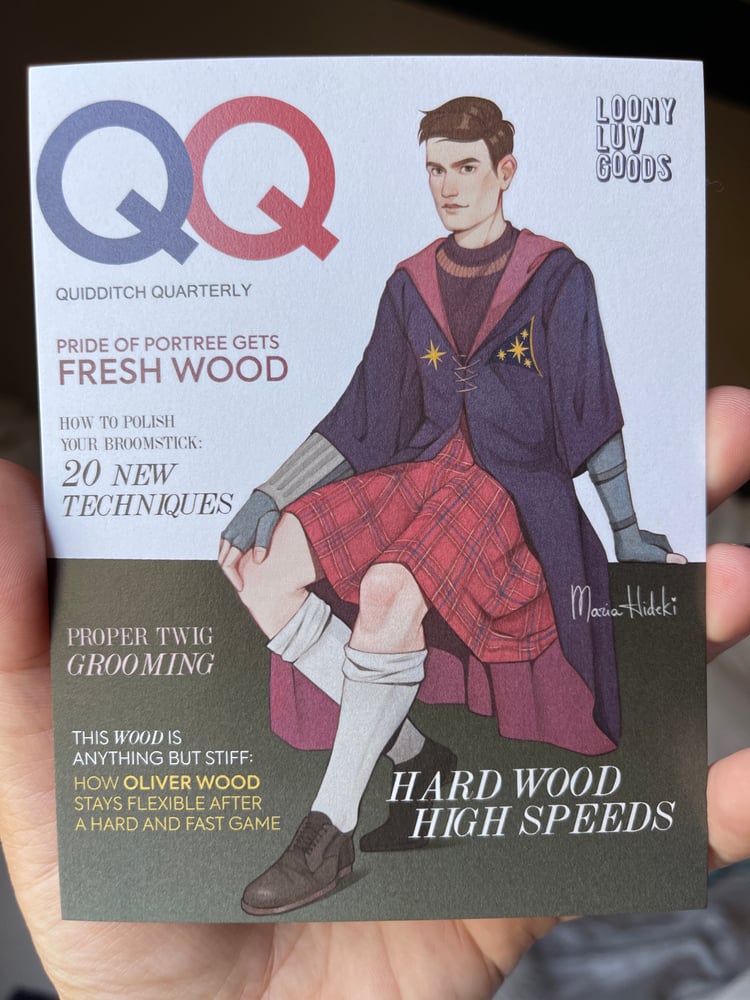 QQ
QUIDDITCH QUARTERLY
LOONY
LUV
GOODS
PRIDE OF PORTREE GETS
FRESH WOOD
HOW TO POLISH
YOUR BROOMSTICK:
20 NEW
TECHNIQUES
Maria Hideki
PROPER TWIG
GROOMING
THIS WOOD IS
ANYTHING BUT STIFF:
HOW OLIVER WOOD
STAYS FLEXIBLE AFTER
A HARD AND FAST GAME
HARD WOOD
HIGH SPEEDS